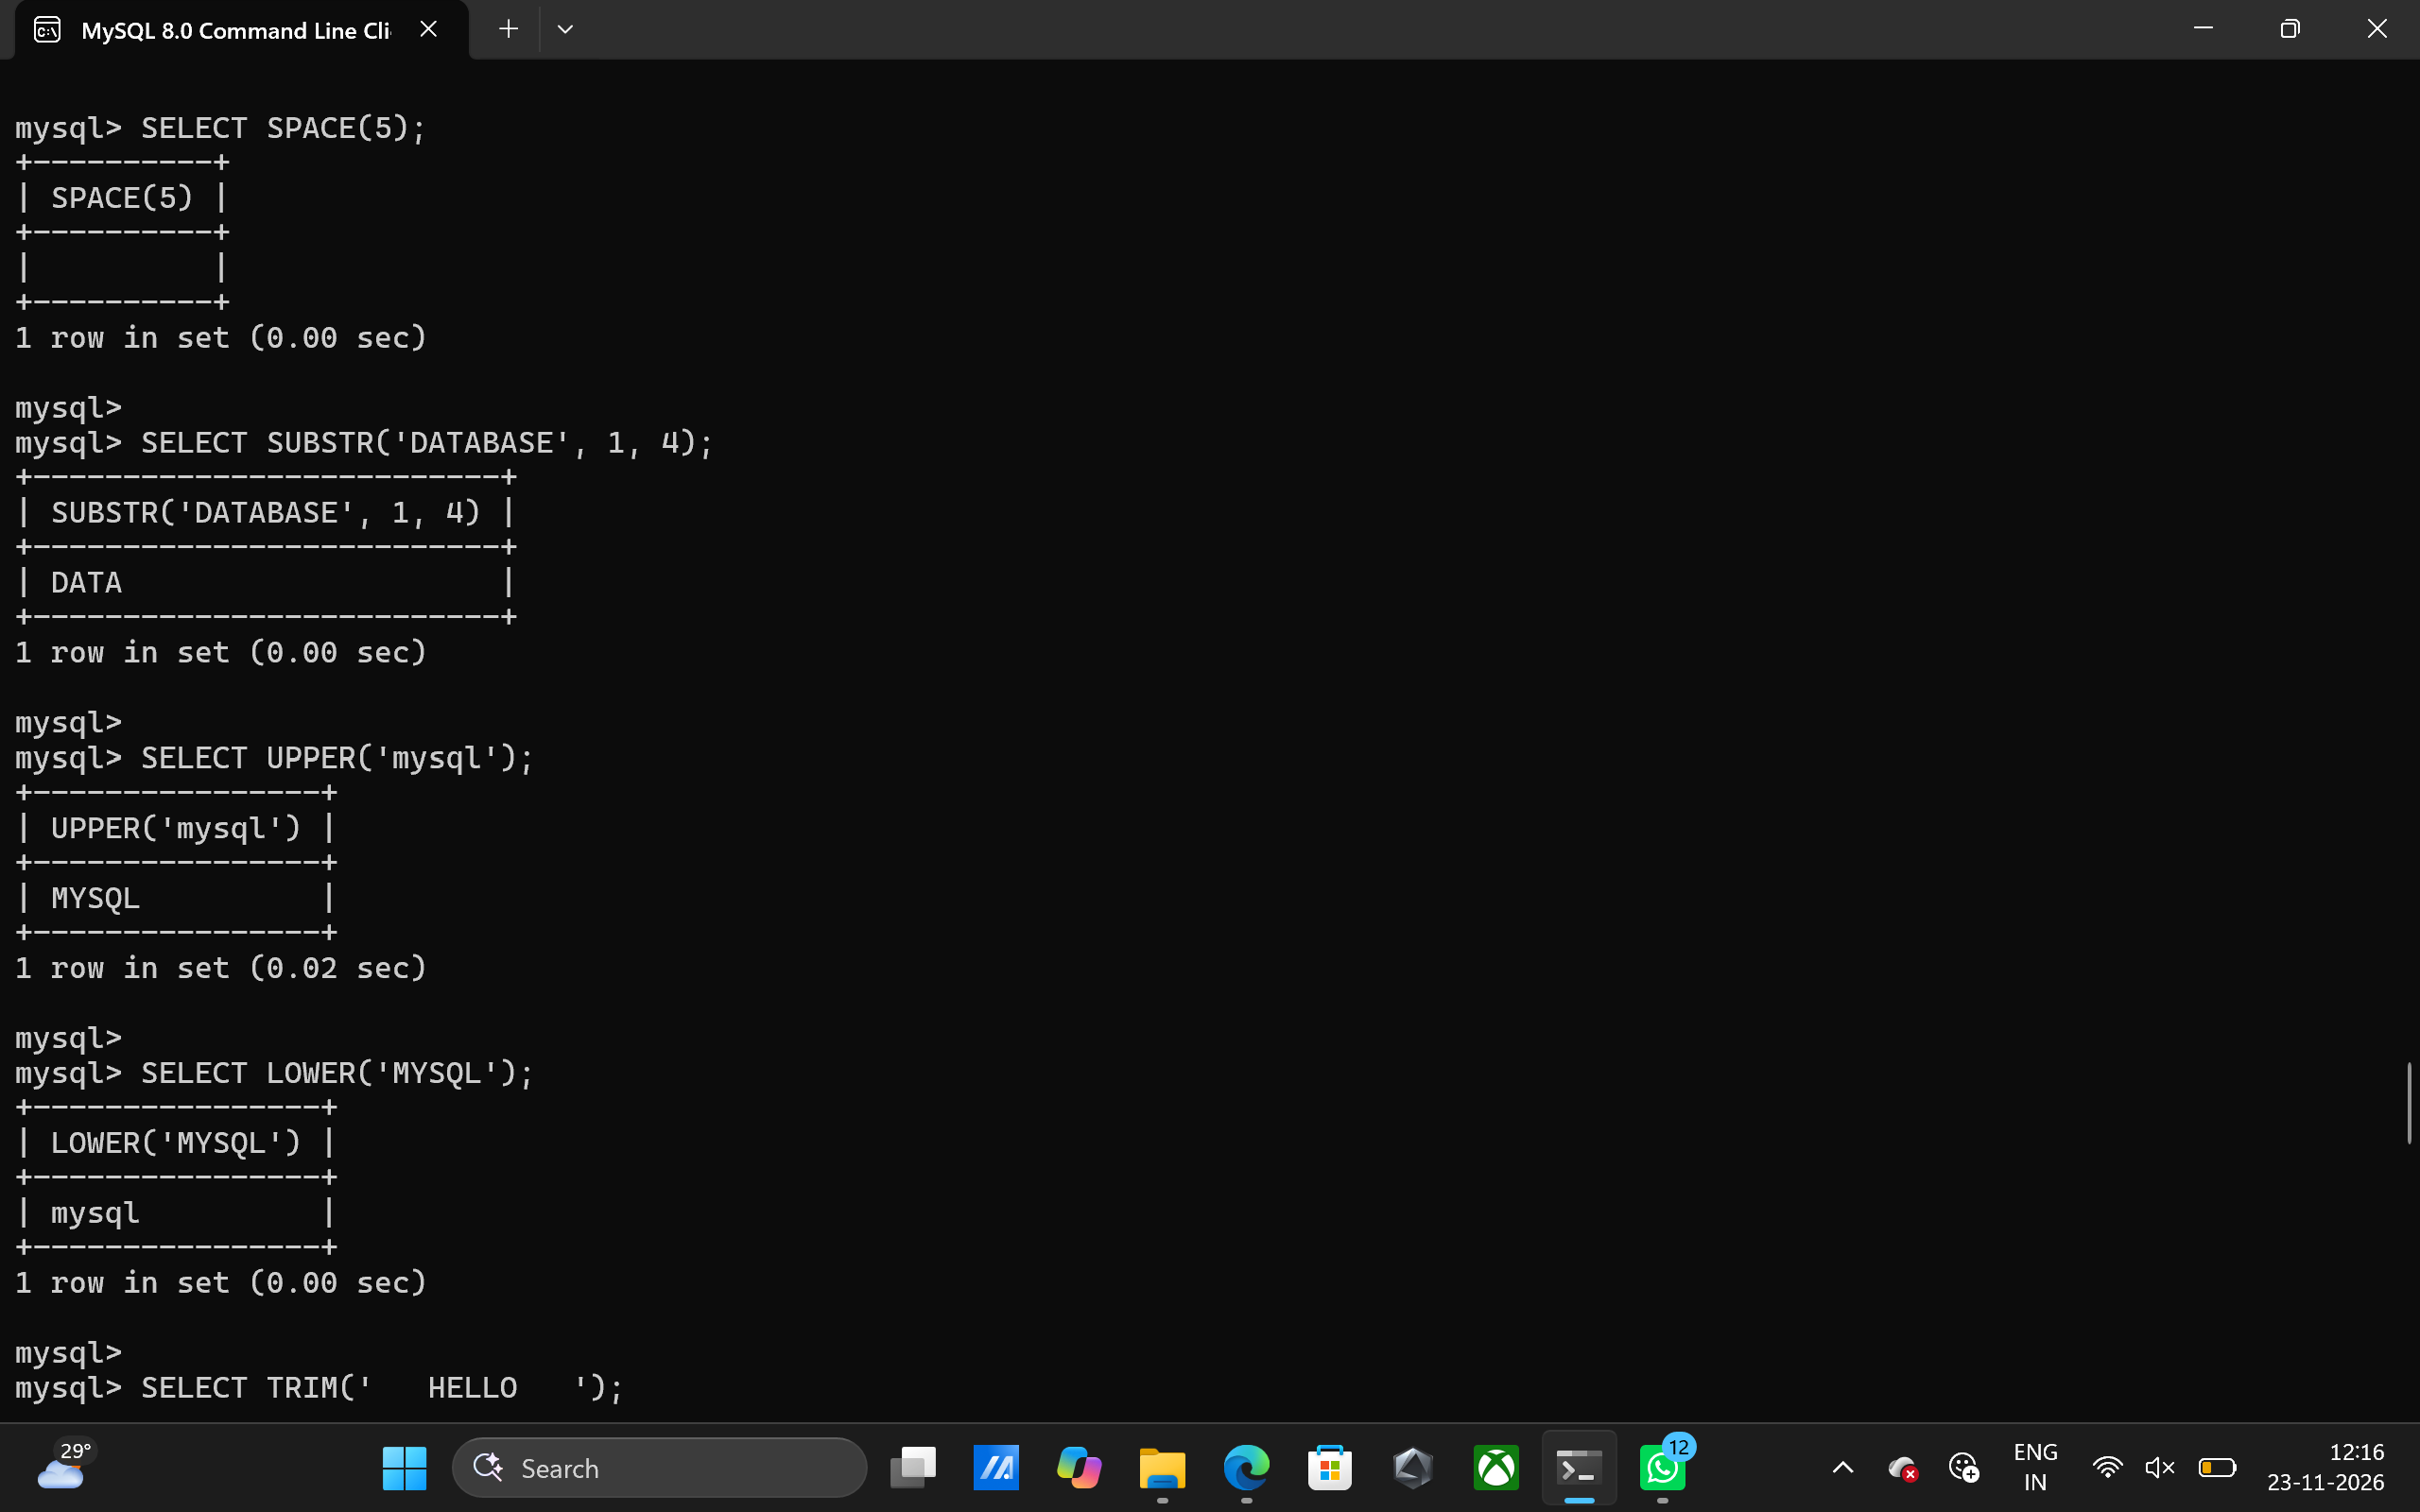 MySQL 8.0 Command Line Cli
mysql> SELECT SPACE(5);
+----------+
| SPACE(5) |
+----------+
|          |
+----------+
1 row in set (0.00 sec)
mysql>
mysql> SELECT SUBSTR('DATABASE', 1, 4);
+--------------------------+
| SUBSTR('DATABASE', 1, 4) |
+--------------------------+
| DATA                     |
+--------------------------+
1 row in set (0.00 sec)
mysql>
mysql> SELECT UPPER('mysql');
+----------------+
| UPPER('mysql') |
+----------------+
| MYSQL          |
+----------------+
1 row in set (0.02 sec)
mysql>
mysql> SELECT LOWER('MYSQL');
+----------------+
| LOWER('MYSQL') |
+----------------+
| mysql          |
+----------------+
1 row in set (0.00 sec)
mysql>
mysql> SELECT TRIM('   HELLO   ');
29°
Search
12
ENG
IN
12:16
23-11-2026